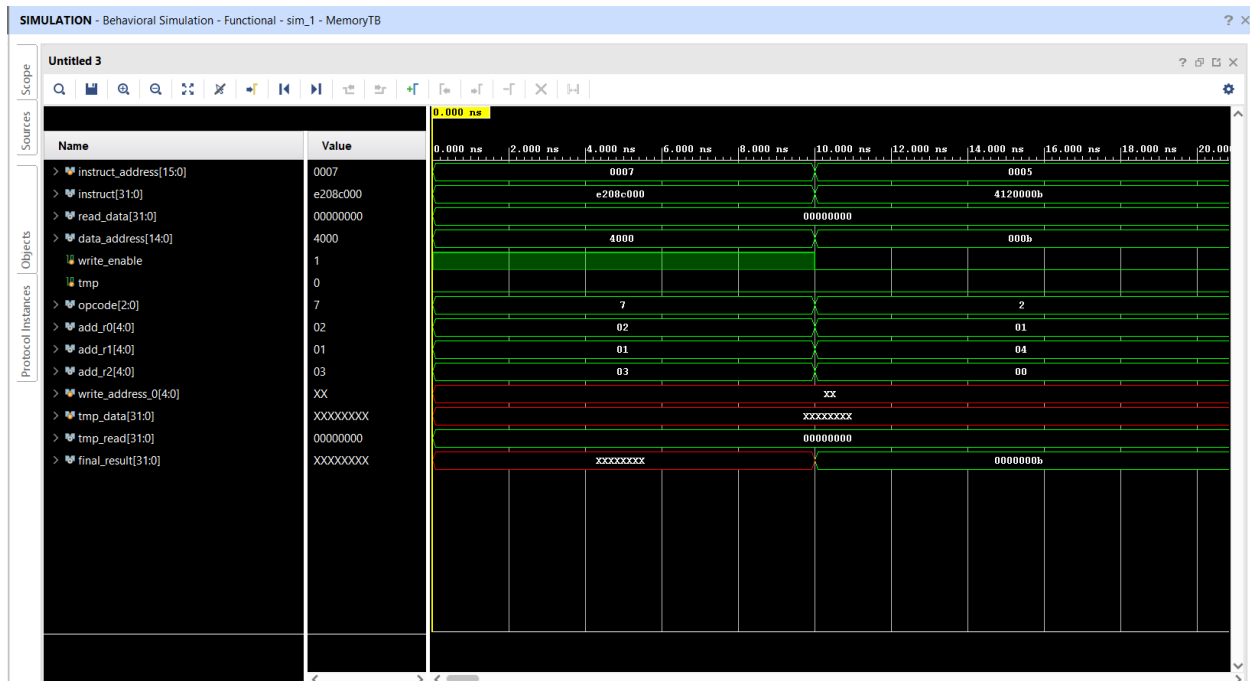 SIMULATION - Behavioral Simulation - Functional - sim_1 - MemoryTB
Untitled 3
Scope
Sources
Objects
Protocol Instances
0.000 ns
Name Value 0.000 ns 2.000 ns 4.000 ns 6.000 ns 8.000 ns 10.000 ns 12.000 ns 14.000 ns 16.000 ns 18.000 ns 20.00
instruct_address[15:0] 0007 0007 0005
instruct[31:0] e208c000 e208c000 4120000b
read_data[31:0] 00000000 00000000
data_address[14:0] 4000 4000 000b
write_enable 1
tmp 0
opcode[2:0] 7 7 2
add_r0[4:0] 02 02 01
add_r1[4:0] 01 01 04
add_r2[4:0] 03 03 00
write_address_0[4:0] XX XX
tmp_data[31:0] XXXXXXXX XXXXXXXX
tmp_read[31:0] 00000000 00000000
final_result[31:0] XXXXXXXX XXXXXXXX 0000000b